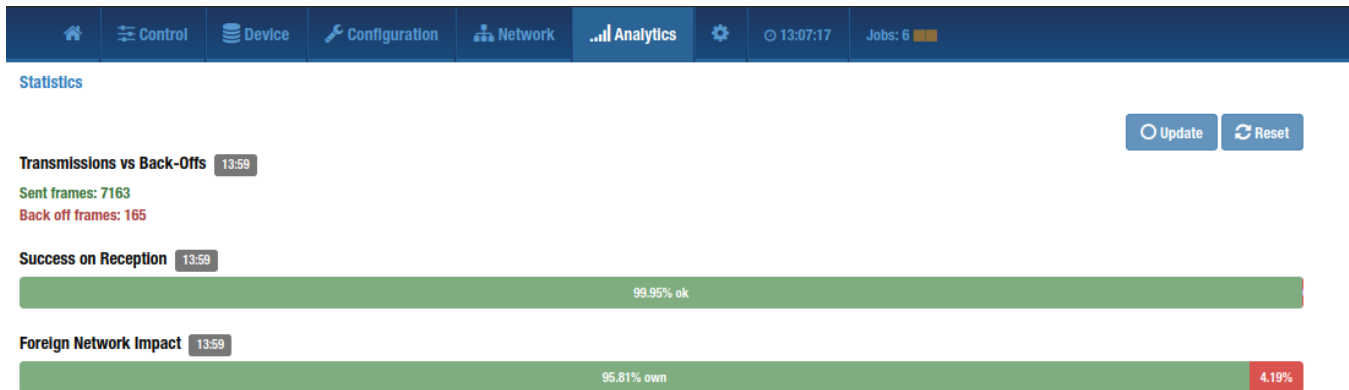 Control Device Configuration Network Analytics 13:07:17 Jobs: 6
Statistics
Update Reset
Transmissions vs Back-Offs 13:59
Sent frames: 7163
Back off frames: 165
Success on Reception 13:59
99.95% ok
Foreign Network Impact 13:59
95.81% own 4.19%